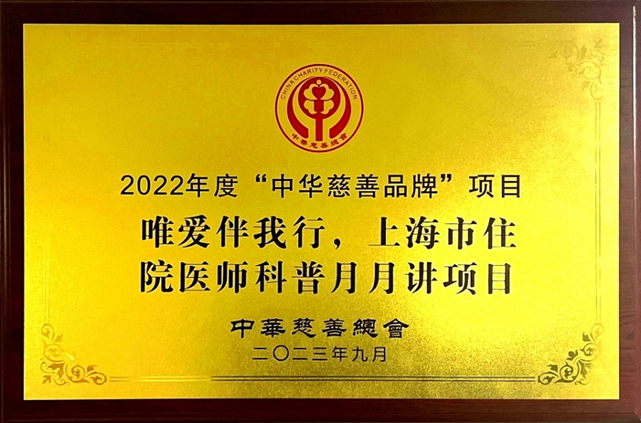 CHINA CHARITY FEDERATION
中華慈善總會
2022年度“中华慈善品牌”项目
唯爱伴我行，上海市住
院医师科普月月讲项目
中華慈善總會
二〇二三年九月